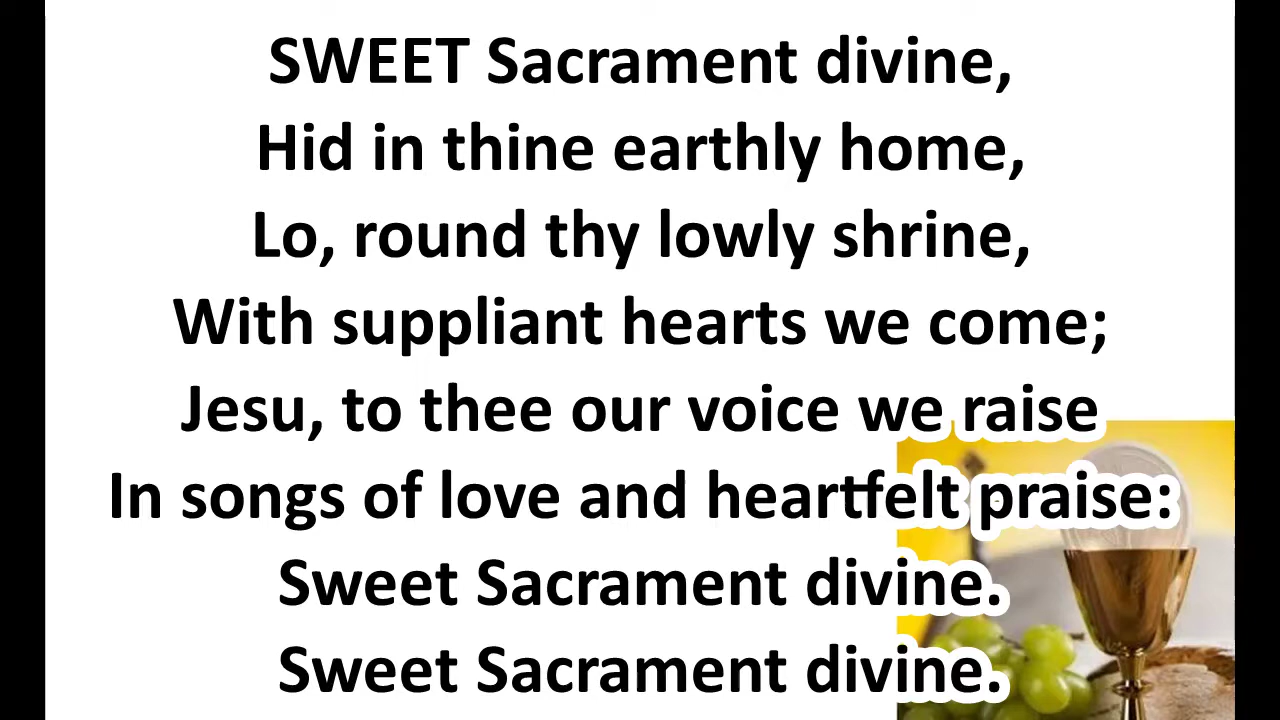 SWEET Sacrament divine,
Hid in thine earthly home,
Lo, round thy lowly shrine,
With suppliant hearts we come;
Jesu, to thee our voice we raise
In songs of love and heartfelt praise:
Sweet Sacrament divine.
Sweet Sacrament divine.